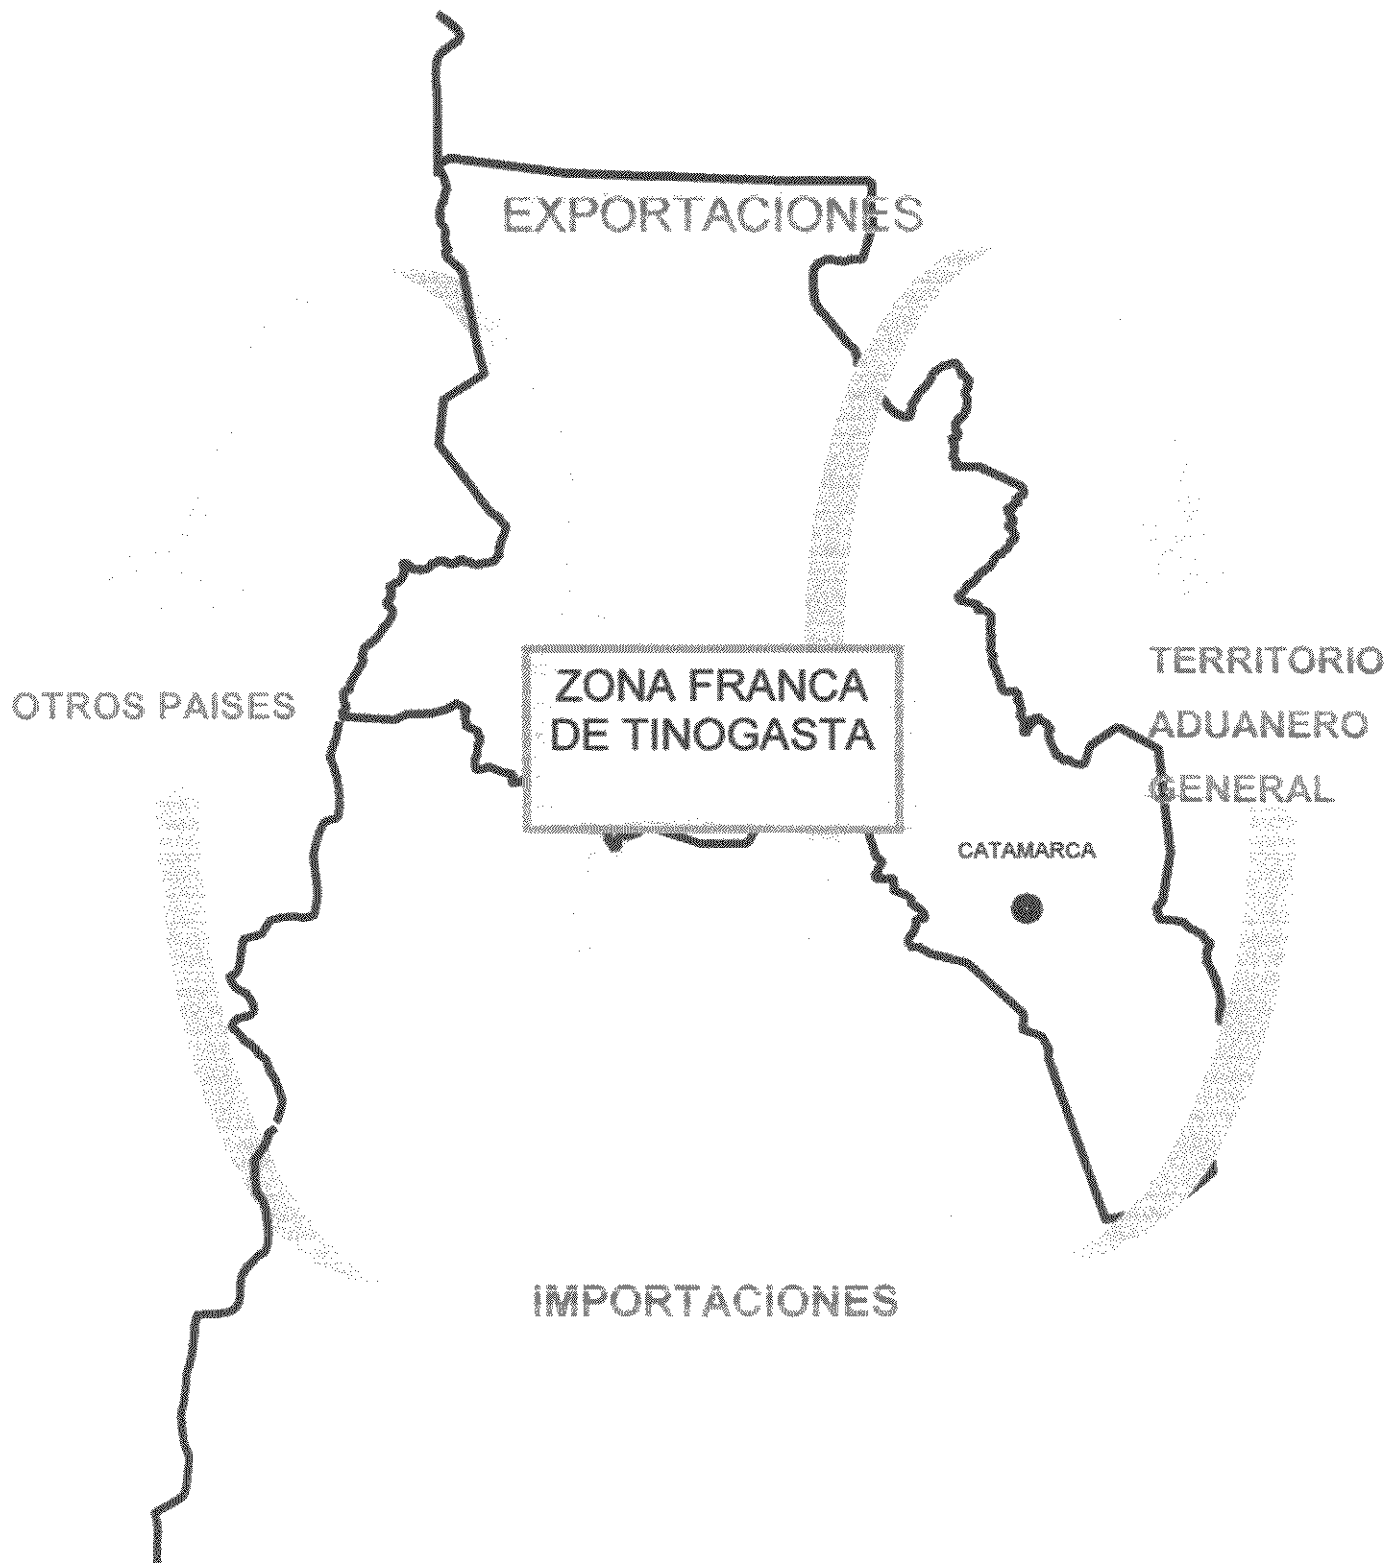 EXPORTACIONES
OTROS PAISES
ZONA FRANCA
DE TINOGASTA
TERRITORIO
ADUANERO
GENERAL
CATAMARCA
IMPORTACIONES